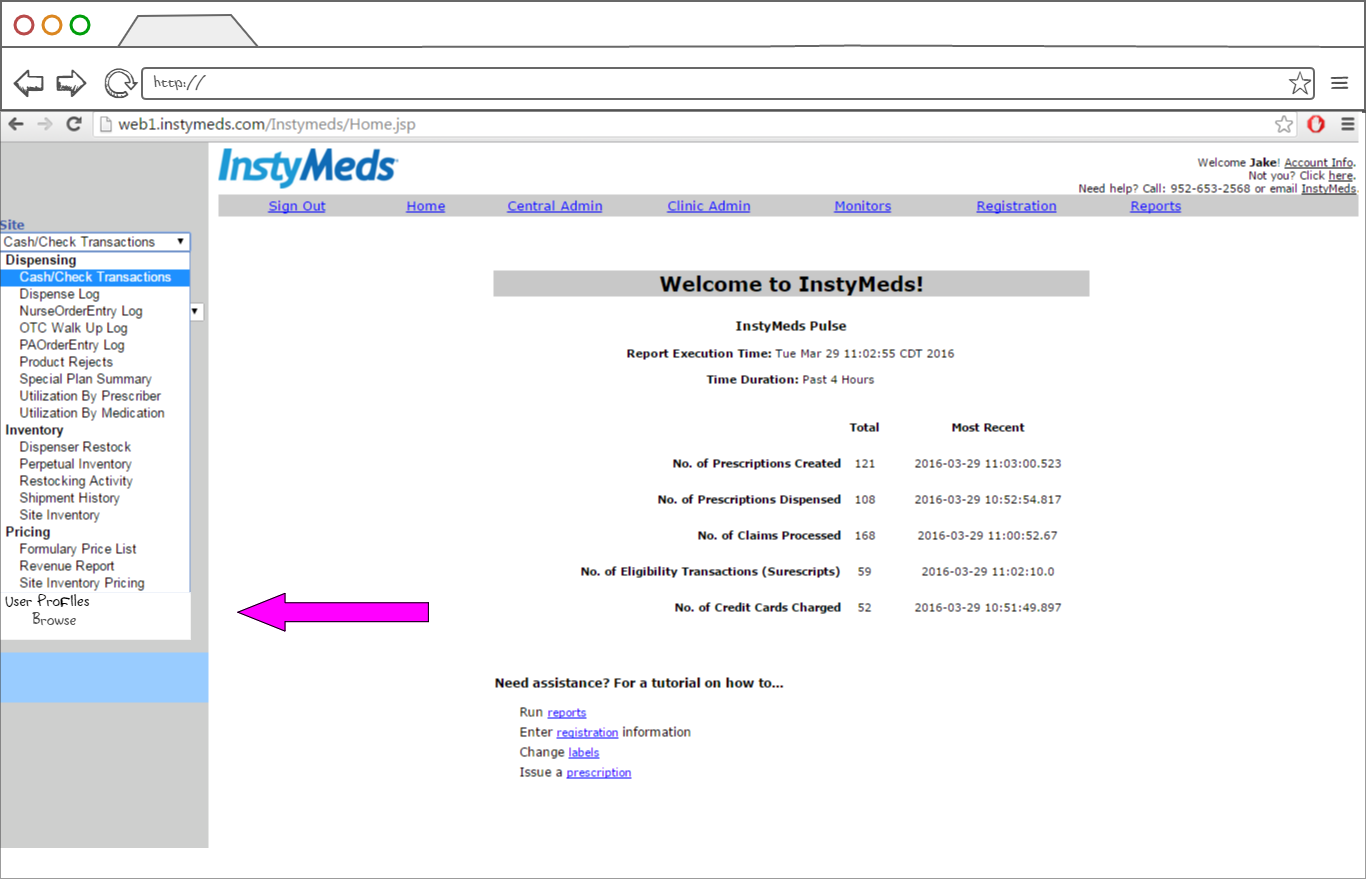 http://
web1.instymeds.com/Instymeds/Home.jsp
InstyMeds
Welcome Jake! Account Info.
Not you? Click here.
Need help? Call: 952-653-2568 or email InstyMeds.
Sign Out Home Central Admin Clinic Admin Monitors Registration Reports
Site
Cash/Check Transactions
Dispensing
Cash/Check Transactions
Dispense Log
NurseOrderEntry Log
OTC Walk Up Log
PAOrderEntry Log
Product Rejects
Special Plan Summary
Utilization By Prescriber
Utilization By Medication
Inventory
Dispenser Restock
Perpetual Inventory
Restocking Activity
Shipment History
Site Inventory
Pricing
Formulary Price List
Revenue Report
Site Inventory Pricing
User Profiles
Browse
Welcome to InstyMeds!
InstyMeds Pulse
Report Execution Time: Tue Mar 29 11:02:55 CDT 2016
Time Duration: Past 4 Hours
Total Most Recent
No. of Prescriptions Created 121 2016-03-29 11:03:00.523
No. of Prescriptions Dispensed 108 2016-03-29 10:52:54.817
No. of Claims Processed 168 2016-03-29 11:00:52.67
No. of Eligibility Transactions (Surescripts) 59 2016-03-29 11:02:10.0
No. of Credit Cards Charged 52 2016-03-29 10:51:49.897
Need assistance? For a tutorial on how to...
Run reports
Enter registration information
Change labels
Issue a prescription